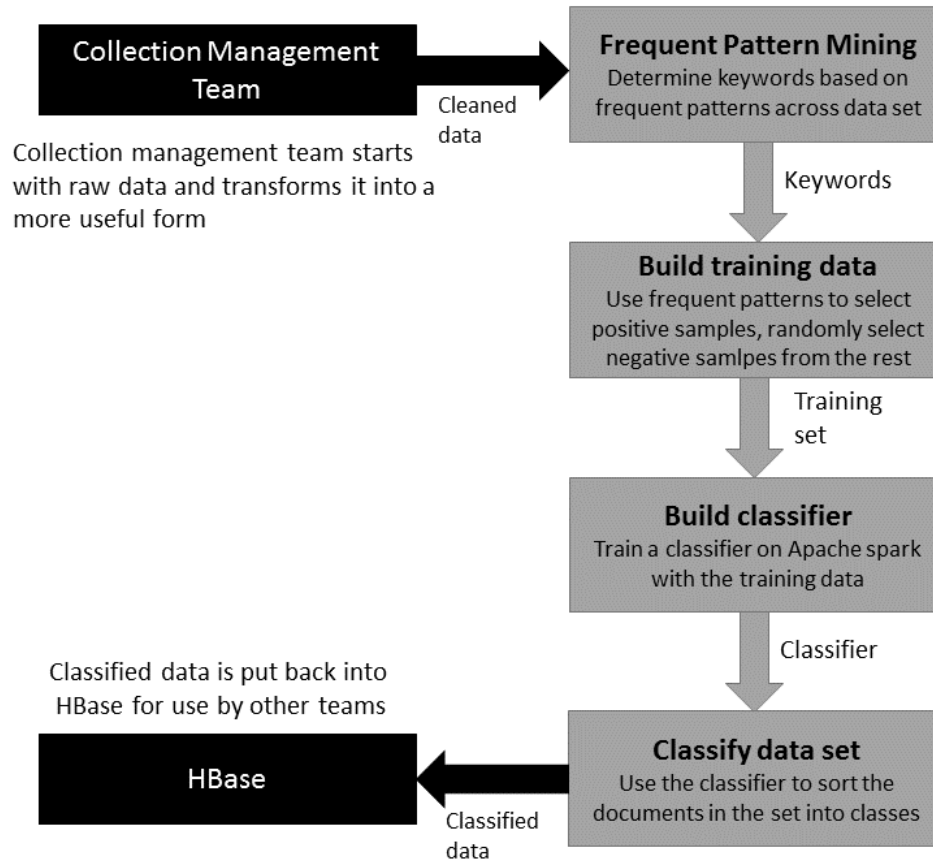 Collection Management
Team
Cleaned
data
Collection management team starts
with raw data and transforms it into a
more useful form
Frequent Pattern Mining
Determine keywords based on
frequent patterns across data set
Keywords
Build training data
Use frequent patterns to select
positive samples, randomly select
negative samlpes from the rest
Training
set
Build classifier
Train a classifier on Apache spark
with the training data
Classifier
Classify data set
Use the classifier to sort the
documents in the set into classes
Classified
data
Classified data is put back into
HBase for use by other teams
HBase